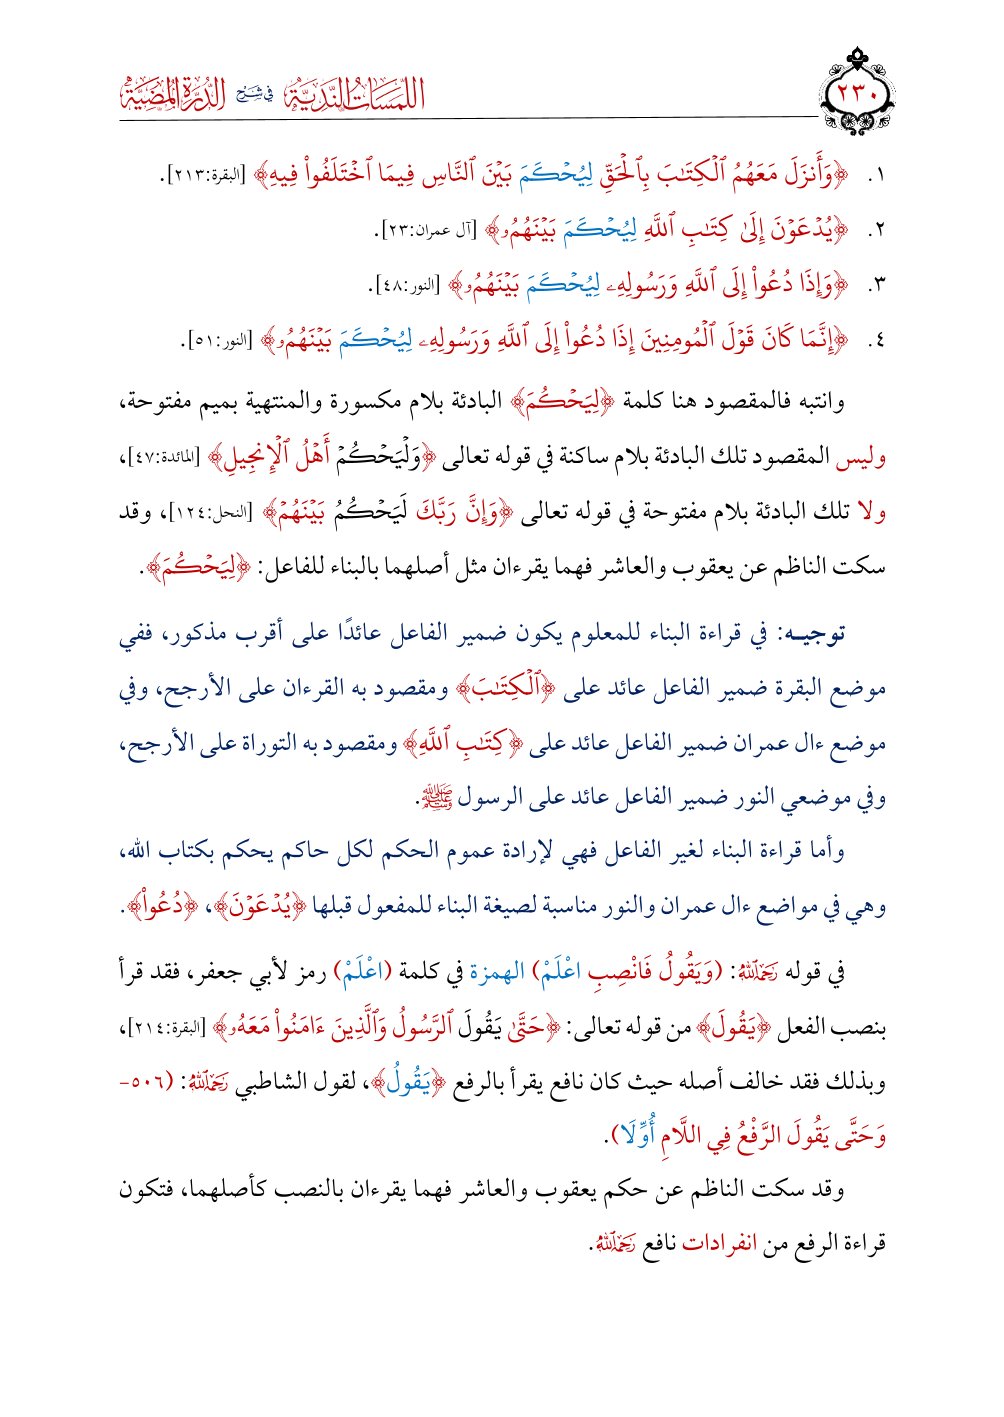 ٢٣٠
اللمسات الندية في شرح الدرة المضية
١. ﴿وَأَنزَلَ مَعَهُمُ ٱلۡكِتَٰبَ بِٱلۡحَقِّ لِيُحۡكَمَ بَيۡنَ ٱلنَّاسِ فِيمَا ٱخۡتَلَفُواْ فِيهِ﴾ [البقرة:٢١٣].
٢. ﴿يُدۡعَوۡنَ إِلَىٰ كِتَٰبِ ٱللَّهِ لِيُحۡكَمَ بَيۡنَهُمُۥ﴾ [آل عمران:٢٣].
٣. ﴿وَإِذَا دُعُواْ إِلَى ٱللَّهِ وَرَسُولِهِۦ لِيُحۡكَمَ بَيۡنَهُمُۥ﴾ [النور:٤٨].
٤. ﴿إِنَّمَا كَانَ قَوۡلَ ٱلۡمُومِنِينَ إِذَا دُعُواْ إِلَى ٱللَّهِ وَرَسُولِهِۦ لِيُحۡكَمَ بَيۡنَهُمُۥ﴾ [النور:٥١].
وانتبه فالمقصود هنا كلمة ﴿لِيَحۡكُمَ﴾ البادئة بلام مكسورة والمنتهية بميم مفتوحة،
وليس المقصود تلك البادئة بلام ساكنة في قوله تعالى ﴿وَلۡيَحۡكُمۡ أَهۡلُ ٱلۡإِنجِيلِ﴾ [المائدة:٤٧]،
ولا تلك البادئة بلام مفتوحة في قوله تعالى ﴿وَإِنَّ رَبَّكَ لَيَحۡكُمُ بَيۡنَهُمۡ﴾ [النحل:١٢٤]، وقد
سكت الناظم عن يعقوب والعاشر فهما يقرءان مثل أصلهما بالبناء للفاعل: ﴿لِيَحۡكُمَ﴾.
توجيــه: في قراءة البناء للمعلوم يكون ضمير الفاعل عائدًا على أقرب مذكور، ففي
موضع البقرة ضمير الفاعل عائد على ﴿ٱلۡكِتَٰبَ﴾ ومقصود به القرءان على الأرجح، وفي
موضع ءال عمران ضمير الفاعل عائد على ﴿كِتَٰبِ ٱللَّهِ﴾ ومقصود به التوراة على الأرجح،
وفي موضعي النور ضمير الفاعل عائد على الرسول ﷺ.
وأما قراءة البناء لغير الفاعل فهي لإرادة عموم الحكم لكل حاكم يحكم بكتاب الله،
وهي في مواضع ءال عمران والنور مناسبة لصيغة البناء للمفعول قبلها ﴿يُدۡعَوۡنَ﴾، ﴿دُعُواْ﴾.
في قوله رحمه الله: (وَيَقُولُ فَانْصِبِ اعْلَمْ) الهمزة في كلمة (اعْلَمْ) رمز لأبي جعفر، فقد قرأ
بنصب الفعل ﴿يَقُولَ﴾ من قوله تعالى: ﴿حَتَّىٰ يَقُولَ ٱلرَّسُولُ وَٱلَّذِينَ ءَامَنُواْ مَعَهُۥ﴾ [البقرة:٢١٤]،
وبذلك فقد خالف أصله حيث كان نافع يقرأ بالرفع ﴿يَقُولُ﴾، لقول الشاطبي رحمه الله: (٥٠٦-
وَحَتَّى يَقُولَ الرَّفْعُ فِي اللَّامِ أُوِّلَا).
وقد سكت الناظم عن حكم يعقوب والعاشر فهما يقرءان بالنصب كأصلهما، فتكون
قراءة الرفع من انفرادات نافع رحمه الله.